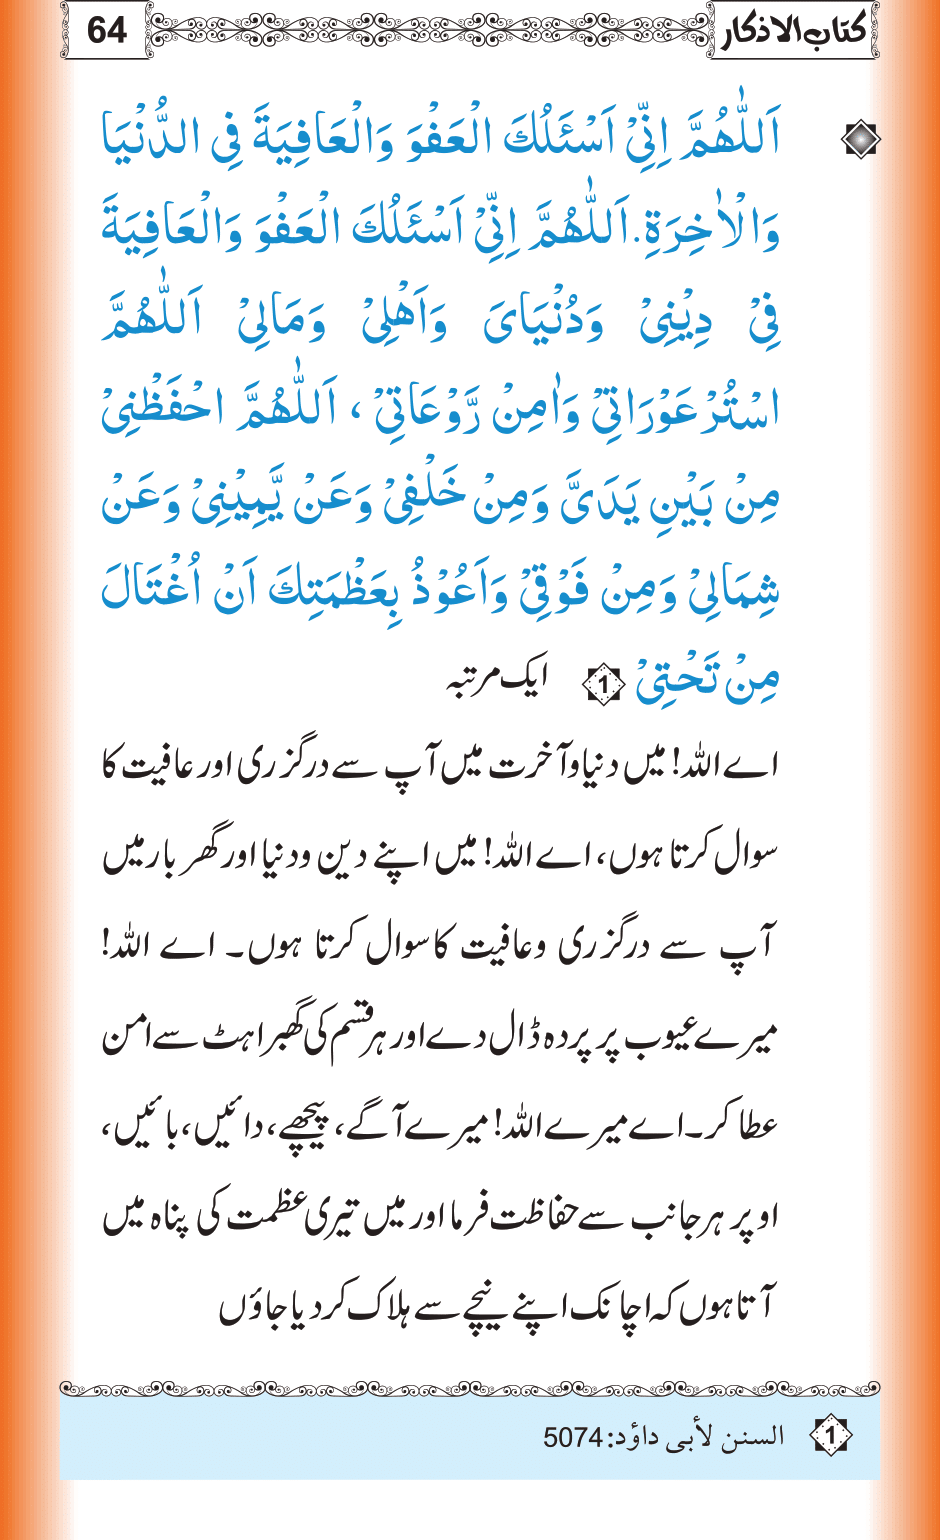 كتاب الاذكار
64
اَللّٰهُمَّ اِنِّیْ اَسْئَلُكَ الْعَفْوَ وَالْعَافِیَةَ فِی الدُّنْیَا
وَالْاٰخِرَةِ. اَللّٰهُمَّ اِنِّیْ اَسْئَلُكَ الْعَفْوَ وَالْعَافِیَةَ
فِیْ دِیْنِیْ وَدُنْیَایَ وَاَهْلِیْ وَمَالِیْ اَللّٰهُمَّ
اسْتُرْ عَوْرَاتِیْ وَاٰمِنْ رَّوْعَاتِیْ ، اَللّٰهُمَّ احْفَظْنِیْ
مِنْ بَیْنِ یَدَیَّ وَمِنْ خَلْفِیْ وَعَنْ یَّمِیْنِیْ وَعَنْ
شِمَالِیْ وَمِنْ فَوْقِیْ وَاَعُوْذُ بِعَظْمَتِكَ اَنْ اُغْتَالَ
مِنْ تَحْتِیْ 1 ایک مرتبہ
اے اللہ! میں دنیا وآخرت میں آپ سے درگزری اور عافیت کا
سوال کرتا ہوں، اے اللہ! میں اپنے دین ودنیا اور گھر بار میں
آپ سے درگزری وعافیت کا سوال کرتا ہوں۔ اے اللہ!
میرے عیوب پر پردہ ڈال دے اور ہر قسم کی گھبراہٹ سے امن
عطا کر۔ اے میرے اللہ! میرے آگے، پیچھے، دائیں، بائیں،
اوپر ہر جانب سے حفاظت فرما اور میں تیری عظمت کی پناہ میں
آتا ہوں کہ اچانک اپنے نیچے سے ہلاک کر دیا جاؤں
1 السنن لأبی داؤد: 5074